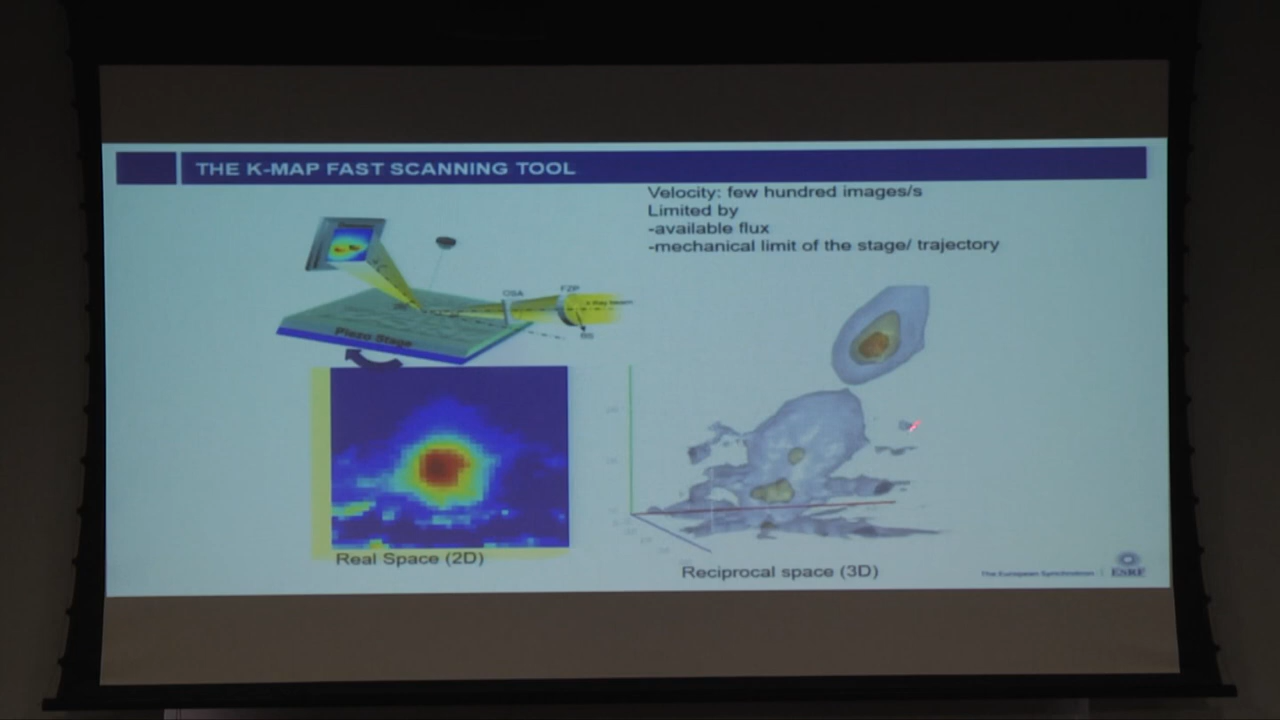 THE K-MAP FAST SCANNING TOOL
Velocity: few hundred images/s
Limited by
-available flux
-mechanical limit of the stage/ trajectory
OSA
FZP
x-ray beam
BS
Piezo Stage
Real Space (2D)
Reciprocal space (3D)
The European Synchrotron | ESRF